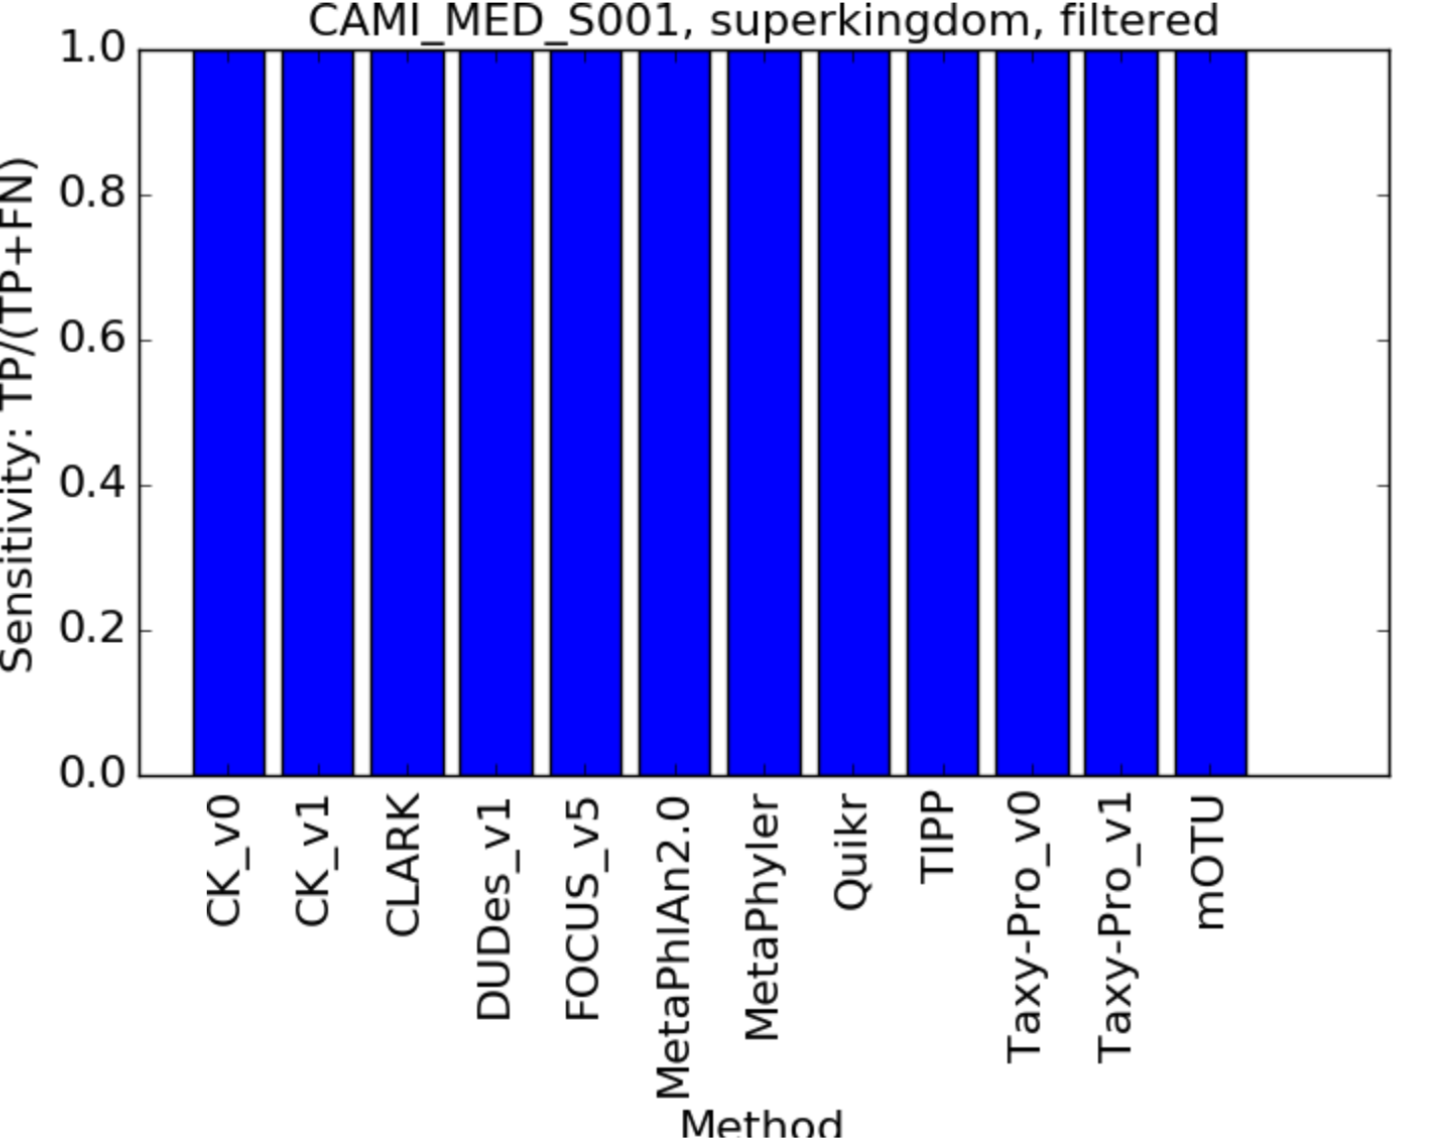 CAMI_MED_S001, superkingdom, filtered
1.0
0.8
0.6
0.4
0.2
0.0
Sensitivity: TP/(TP+FN)
CK_v0
CK_v1
CLARK
DUDes_v1
FOCUS_v5
MetaPhlAn2.0
MetaPhyler
Quikr
TIPP
Taxy-Pro_v0
Taxy-Pro_v1
mOTU
Method